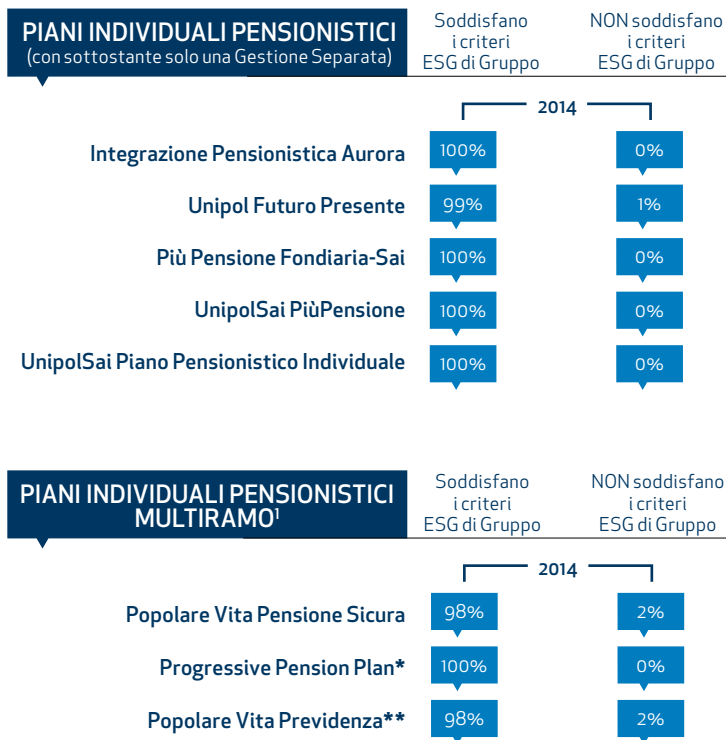 PIANI INDIVIDUALI PENSIONISTICI
(con sottostante solo una Gestione Separata)
Soddisfano
i criteri
ESG di Gruppo
NON soddisfano
i criteri
ESG di Gruppo
2014
Integrazione Pensionistica Aurora 100% 0%
Unipol Futuro Presente 99% 1%
Più Pensione Fondiaria-Sai 100% 0%
UnipolSai PiùPensione 100% 0%
UnipolSai Piano Pensionistico Individuale 100% 0%
PIANI INDIVIDUALI PENSIONISTICI
MULTIRAMO¹
Soddisfano
i criteri
ESG di Gruppo
NON soddisfano
i criteri
ESG di Gruppo
2014
Popolare Vita Pensione Sicura 98% 2%
Progressive Pension Plan* 100% 0%
Popolare Vita Previdenza** 98% 2%